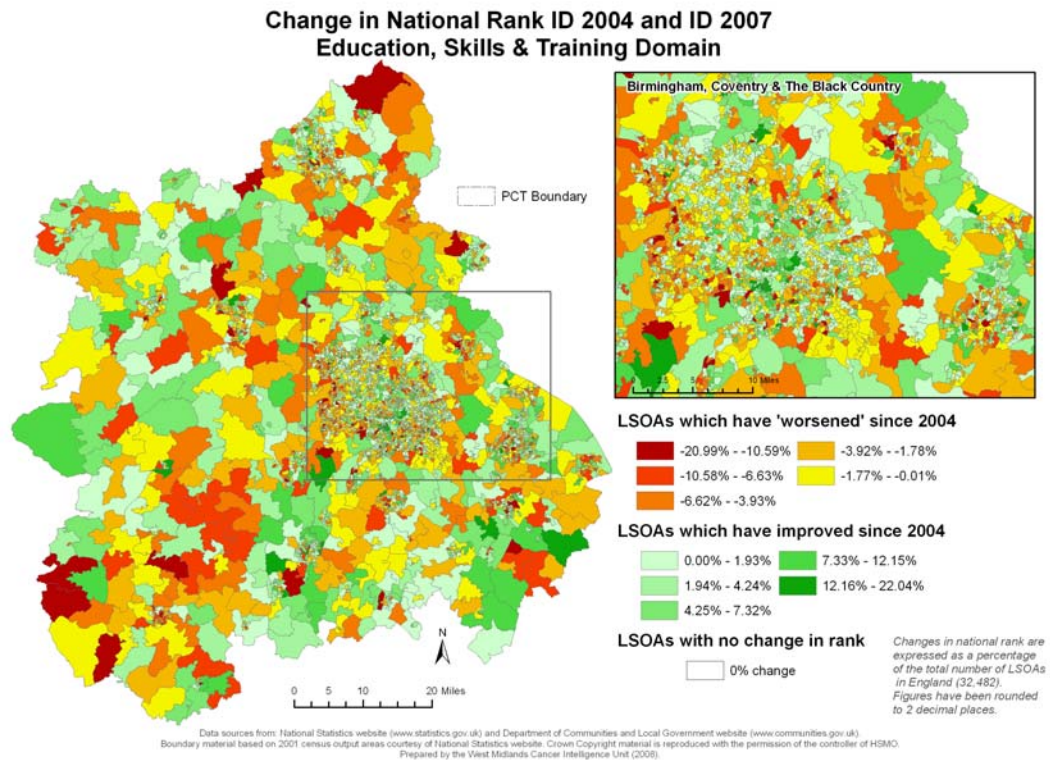 Change in National Rank ID 2004 and ID 2007
Education, Skills & Training Domain
Birmingham, Coventry & The Black Country
PCT Boundary
0 2.5 5 10 Miles
LSOAs which have 'worsened' since 2004
-20.99% - -10.59%
-3.92% - -1.78%
-10.58% - -6.63%
-1.77% - -0.01%
-6.62% - -3.93%
LSOAs which have improved since 2004
0.00% - 1.93%
7.33% - 12.15%
1.94% - 4.24%
12.16% - 22.04%
4.25% - 7.32%
LSOAs with no change in rank
0% change
Changes in national rank are
expressed as a percentage
of the total number of LSOAs
in England (32,482).
Figures have been rounded
to 2 decimal places.
N
0 5 10 20 Miles
Data sources from: National Statistics website (www.statistics.gov.uk) and Department of Communities and Local Government website (www.communities.gov.uk).
Boundary material based on 2001 census output areas courtesy of National Statistics website. Crown Copyright material is reproduced with the permission of the controller of HSMO.
Prepared by the West Midlands Cancer Intelligence Unit (2008).